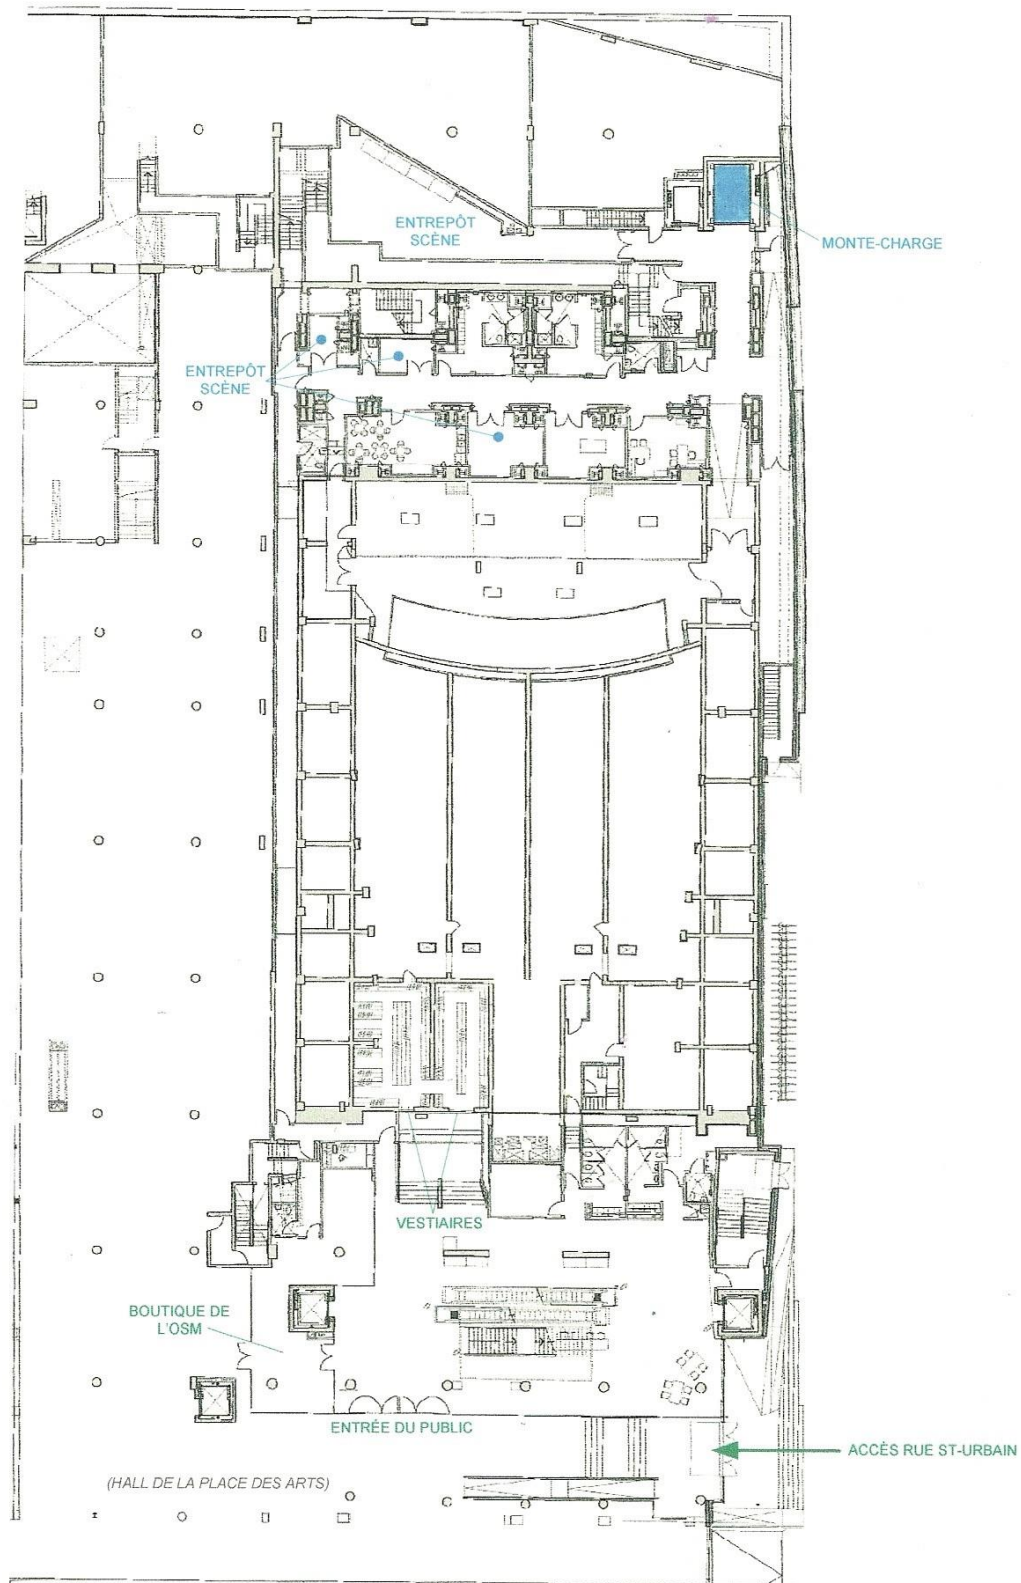 ENTREPÔT
SCÈNE
MONTE-CHARGE
ENTREPÔT
SCÈNE
VESTIAIRES
BOUTIQUE DE
L'OSM
ENTRÉE DU PUBLIC
ACCÈS RUE ST-URBAIN
(HALL DE LA PLACE DES ARTS)